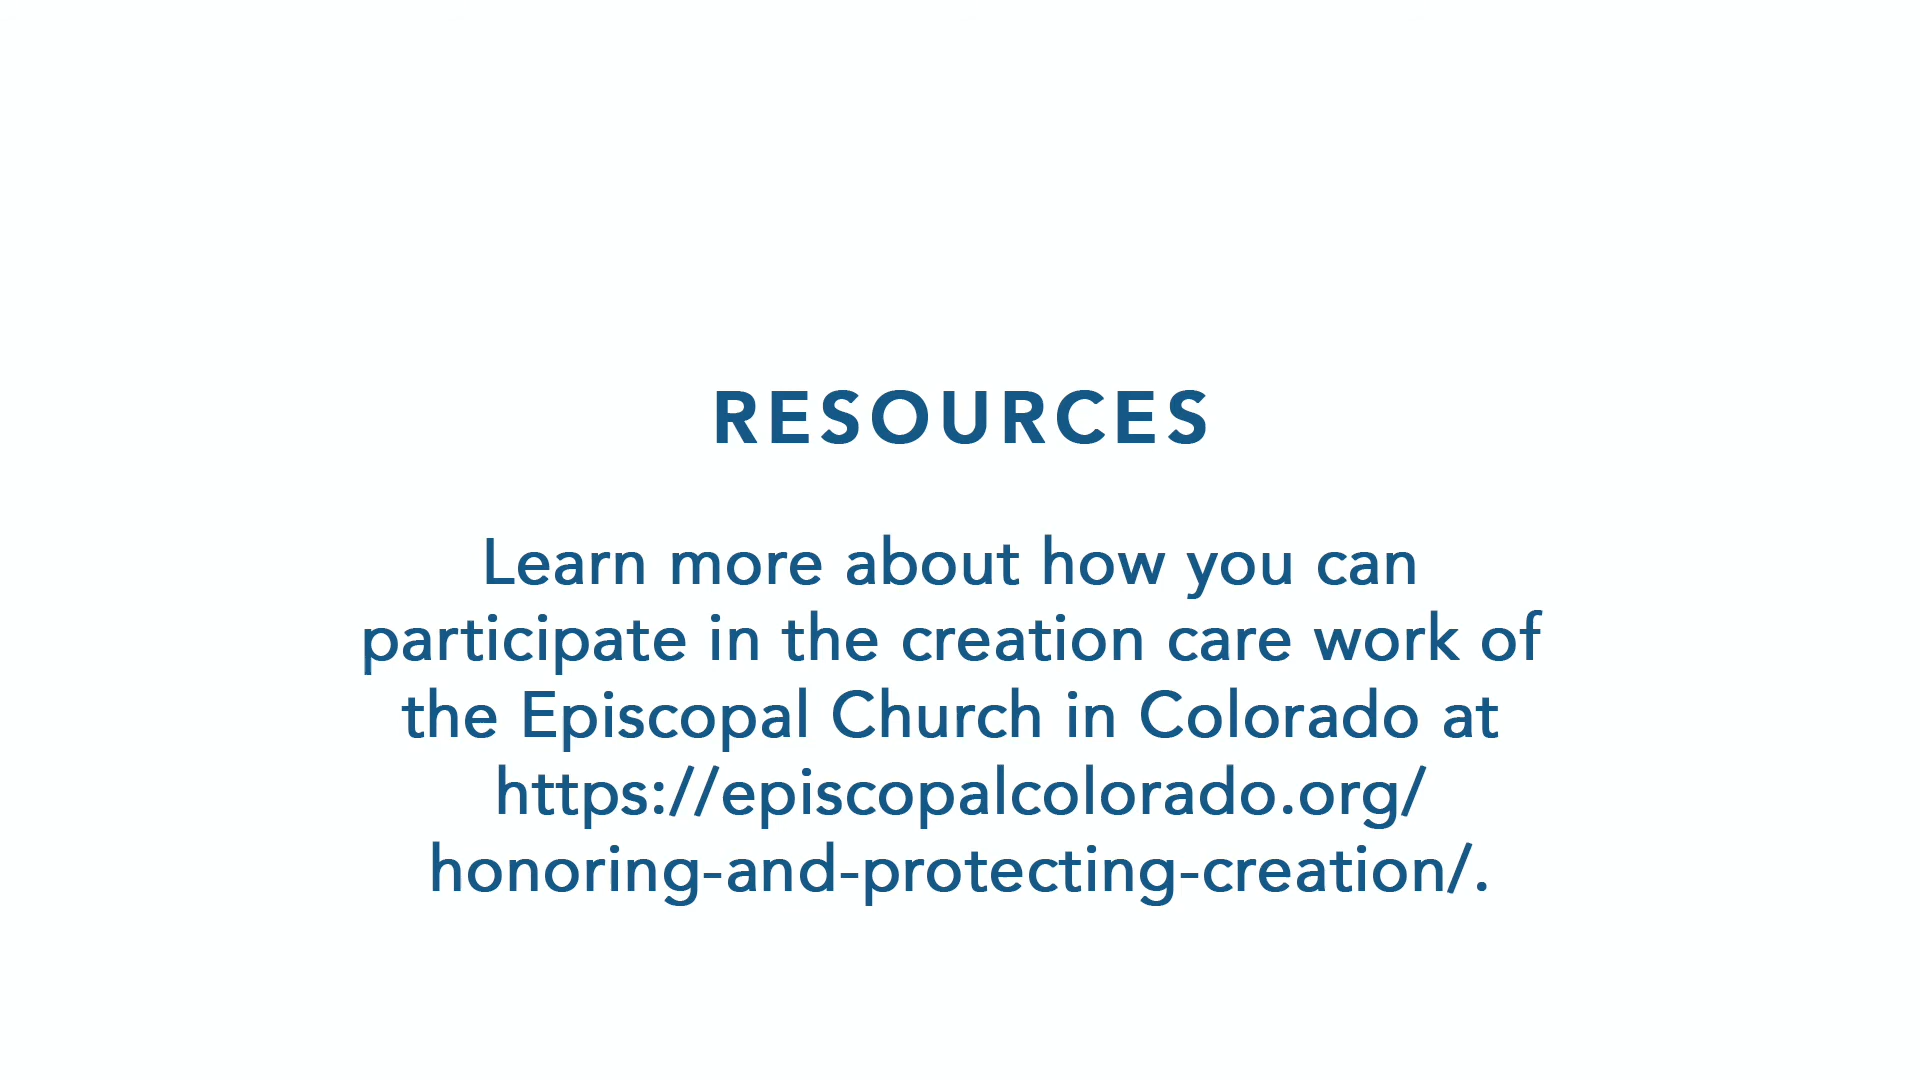 RESOURCES
Learn more about how you can
participate in the creation care work of
the Episcopal Church in Colorado at
https://episcopalcolorado.org/
honoring-and-protecting-creation/.